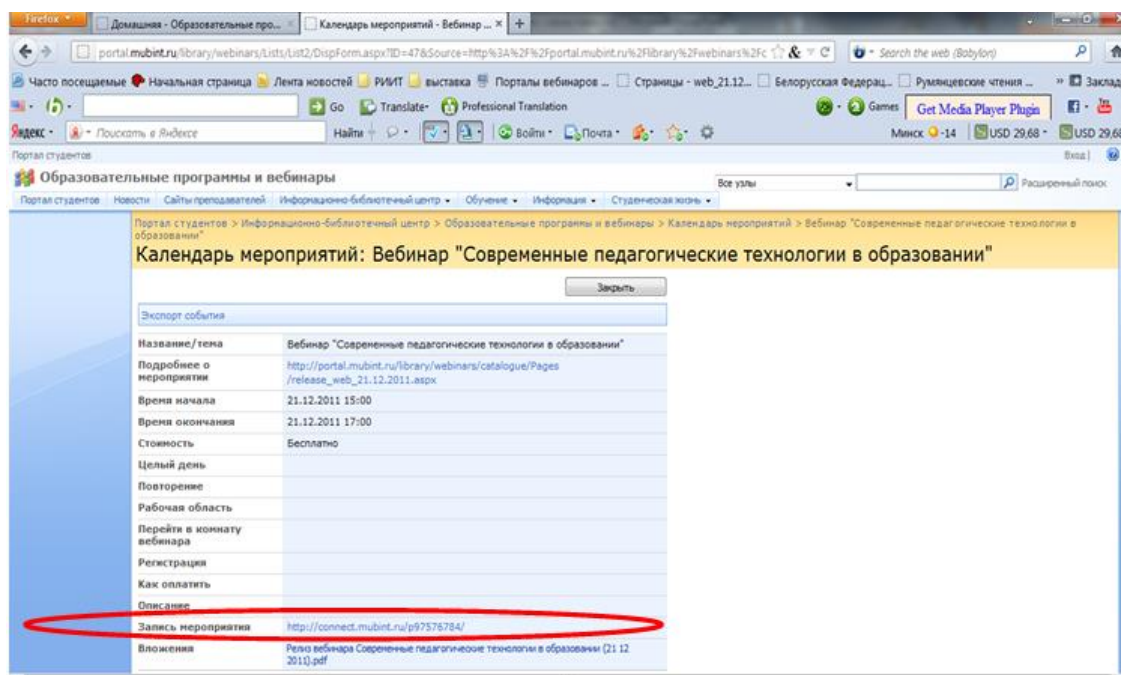 Firefox
Домашняя - Образовательные про...
Календарь мероприятий - Вебинар ...
portal.mubint.ru/library/webinars/Lists/List2/DispForm.aspx?ID=47&Source=http%3A%2F%2Fportal.mubint.ru%2Flibrary%2Fwebinars%2Fc
Search the web (Babylon)
Часто посещаемые Начальная страница Лента новостей РИИТ выставка Порталы вебинаров ... Страницы - web_21.12... Белорусская Федерац... Румянцевские чтения ... » Заклад
Go Translate Professional Translation Games Get Media Player Plugin
Яндекс Поискать в Яндексе Найти Войти Почта Минск -14 USD 29,68 USD 29,68
Портал студентов Вход |
Образовательные программы и вебинары Все узлы Расширенный поиск
Портал студентов Новости Сайты преподавателей Информационно-библиотечный центр Обучение Информация Студенческая жизнь
Портал студентов > Информационно-библиотечный центр > Образовательные программы и вебинары > Календарь мероприятий > Вебинар "Современные педагогические технологии в
образовании"
Календарь мероприятий: Вебинар "Современные педагогические технологии в образовании"
Закрыть
Экспорт события
Название/тема Вебинар "Современные педагогические технологии в образовании"
Подробнее о мероприятии http://portal.mubint.ru/library/webinars/catalogue/Pages
/release_web_21.12.2011.aspx
Время начала 21.12.2011 15:00
Время окончания 21.12.2011 17:00
Стоимость Бесплатно
Целый день
Повторение
Рабочая область
Перейти в комнату
вебинара
Регистрация
Как оплатить
Описание
Запись мероприятия http://connect.mubint.ru/p97576784/
Вложения Релиз вебинара Современные педагогические технологии в образовании (21 12
2011).pdf